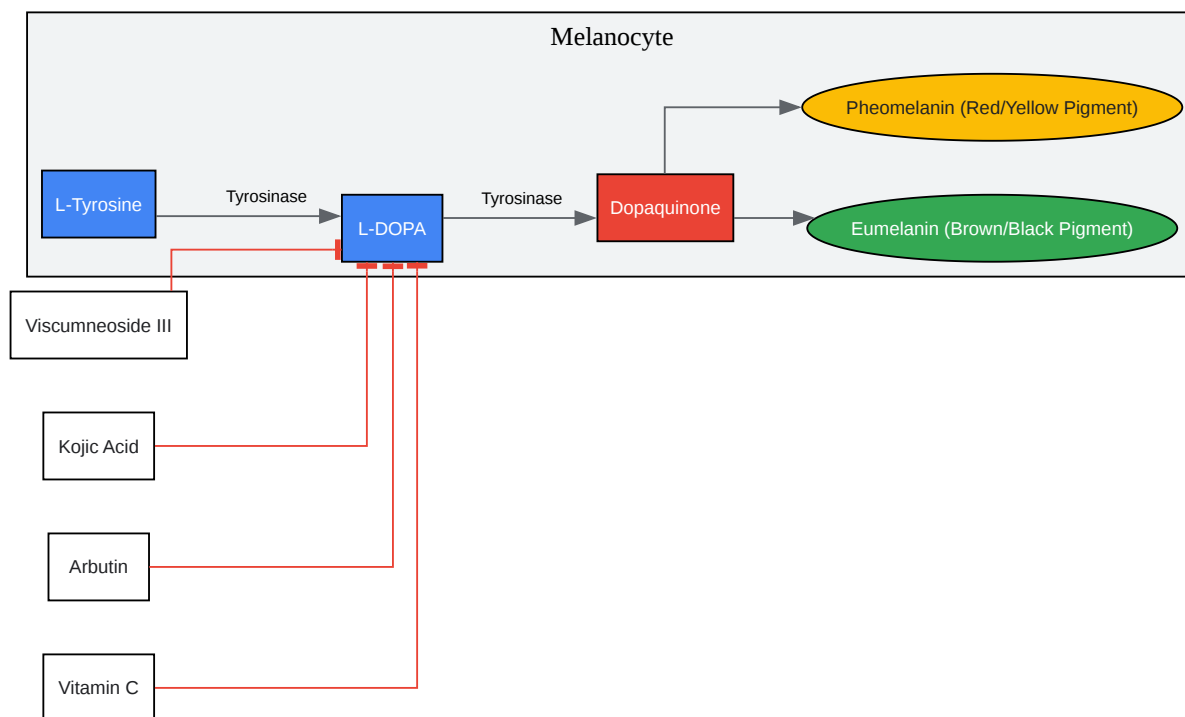 Melanocyte
Pheomelanin (Red/Yellow Pigment)
L-Tyrosine
Tyrosinase
L-DOPA
Tyrosinase
Dopaquinone
Eumelanin (Brown/Black Pigment)
Viscumneoside III
Kojic Acid
Arbutin
Vitamin C